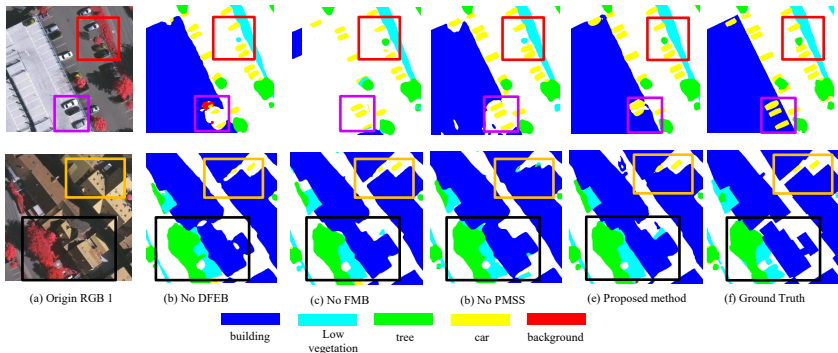 (a) Origin RGB 1 (b) No DFEB (c) No FMB (b) No PMSS (e) Proposed method (f) Ground Truth
building Low vegetation tree car background